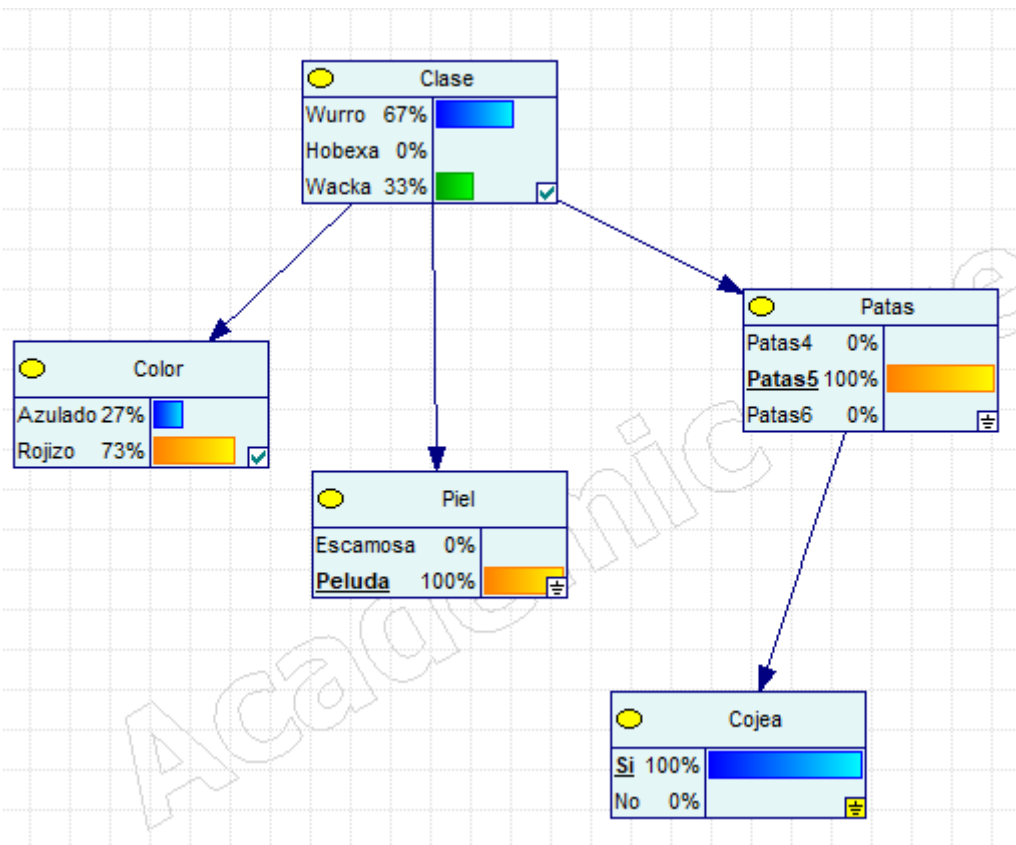 Clase
Wurro 67%
Hobexa 0%
Wacka 33%
Patas
Patas4 0%
Patas5 100%
Patas6 0%
Color
Azulado 27%
Rojizo 73%
Piel
Escamosa 0%
Peluda 100%
Cojea
Si 100%
No 0%
Academic